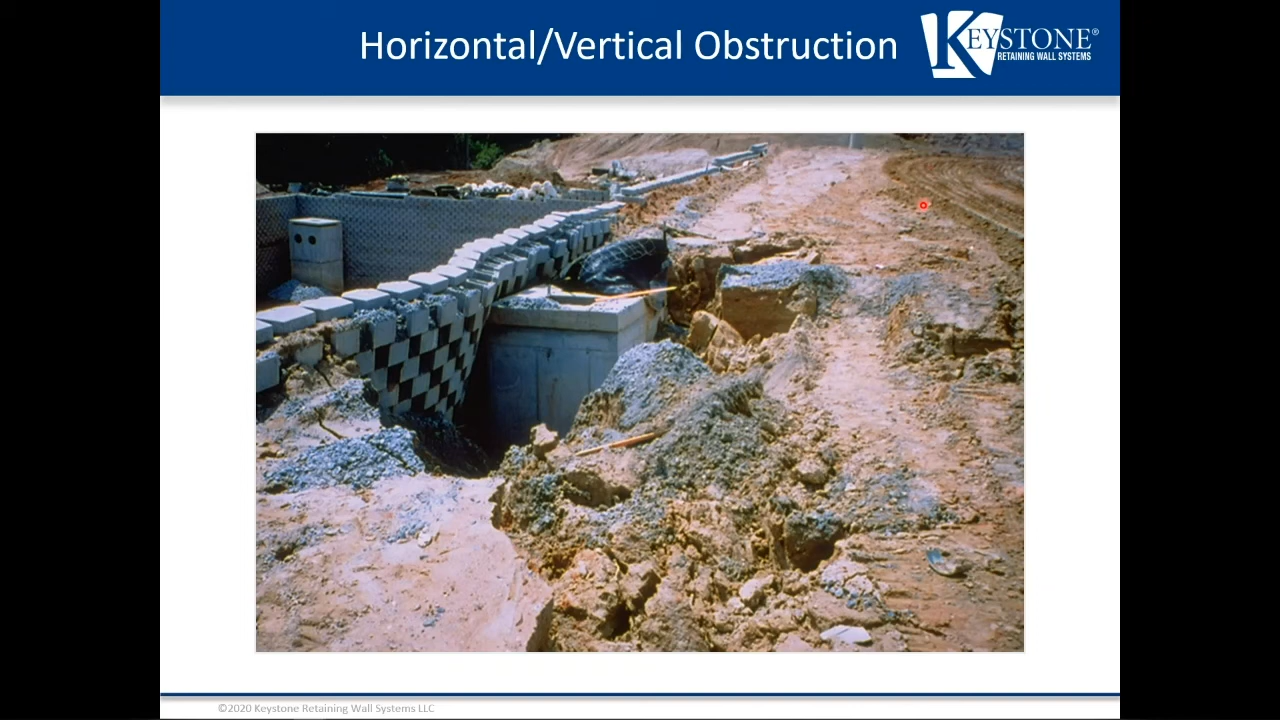 Horizontal/Vertical Obstruction
KEYSTONE®
RETAINING WALL SYSTEMS
©2020 Keystone Retaining Wall Systems LLC